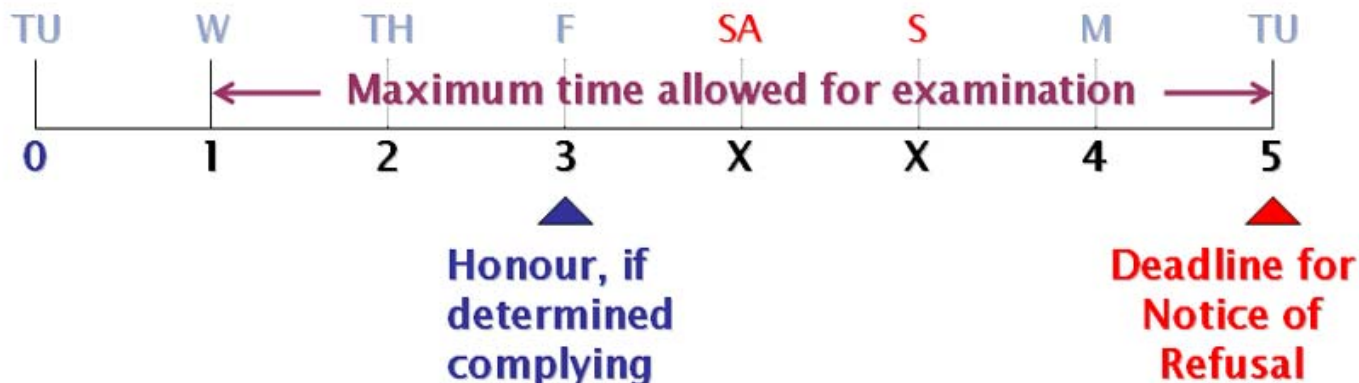 TU W TH F SA S M TU
Maximum time allowed for examination
0 1 2 3 X X 4 5
Honour, if
determined
complying
Deadline for
Notice of
Refusal